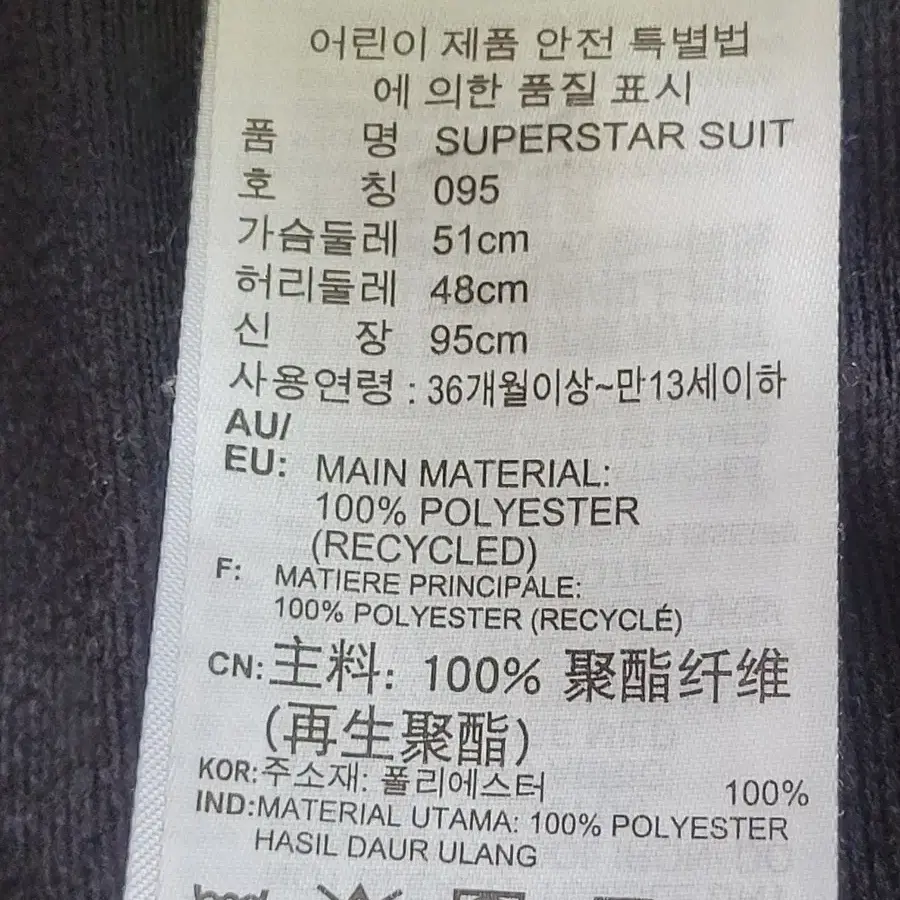 어린이 제품 안전 특별법
에 의한 품질 표시
품 명 SUPERSTAR SUIT
호 칭 095
가슴둘레 51cm
허리둘레 48cm
신 장 95cm
사용연령 : 36개월이상~만13세이하
AU/
EU: MAIN MATERIAL:
100% POLYESTER
(RECYCLED)
F: MATIERE PRINCIPALE:
100% POLYESTER (RECYCLÉ)
CN: 主料: 100% 聚酯纤维
(再生聚酯)
KOR: 주소재: 폴리에스터 100%
IND: MATERIAL UTAMA: 100% POLYESTER
HASIL DAUR ULANG